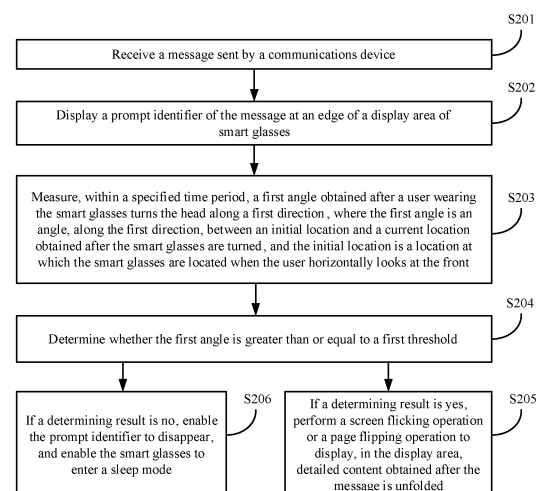 S201
Receive a message sent by a communications device
S202
Display a prompt identifier of the message at an edge of a display area of
smart glasses
S203
Measure, within a specified time period, a first angle obtained after a user wearing
the smart glasses turns the head along a first direction, where the first angle is an
angle, along the first direction, between an initial location and a current location
obtained after the smart glasses are turned, and the initial location is a location at
which the smart glasses are located when the user horizontally looks at the front
S204
Determine whether the first angle is greater than or equal to a first threshold
S206
If a determining result is no, enable
the prompt identifier to disappear,
and enable the smart glasses to
enter a sleep mode
S205
If a determining result is yes,
perform a screen flicking operation
or a page flipping operation to
display, in the display area,
detailed content obtained after the
message is unfolded